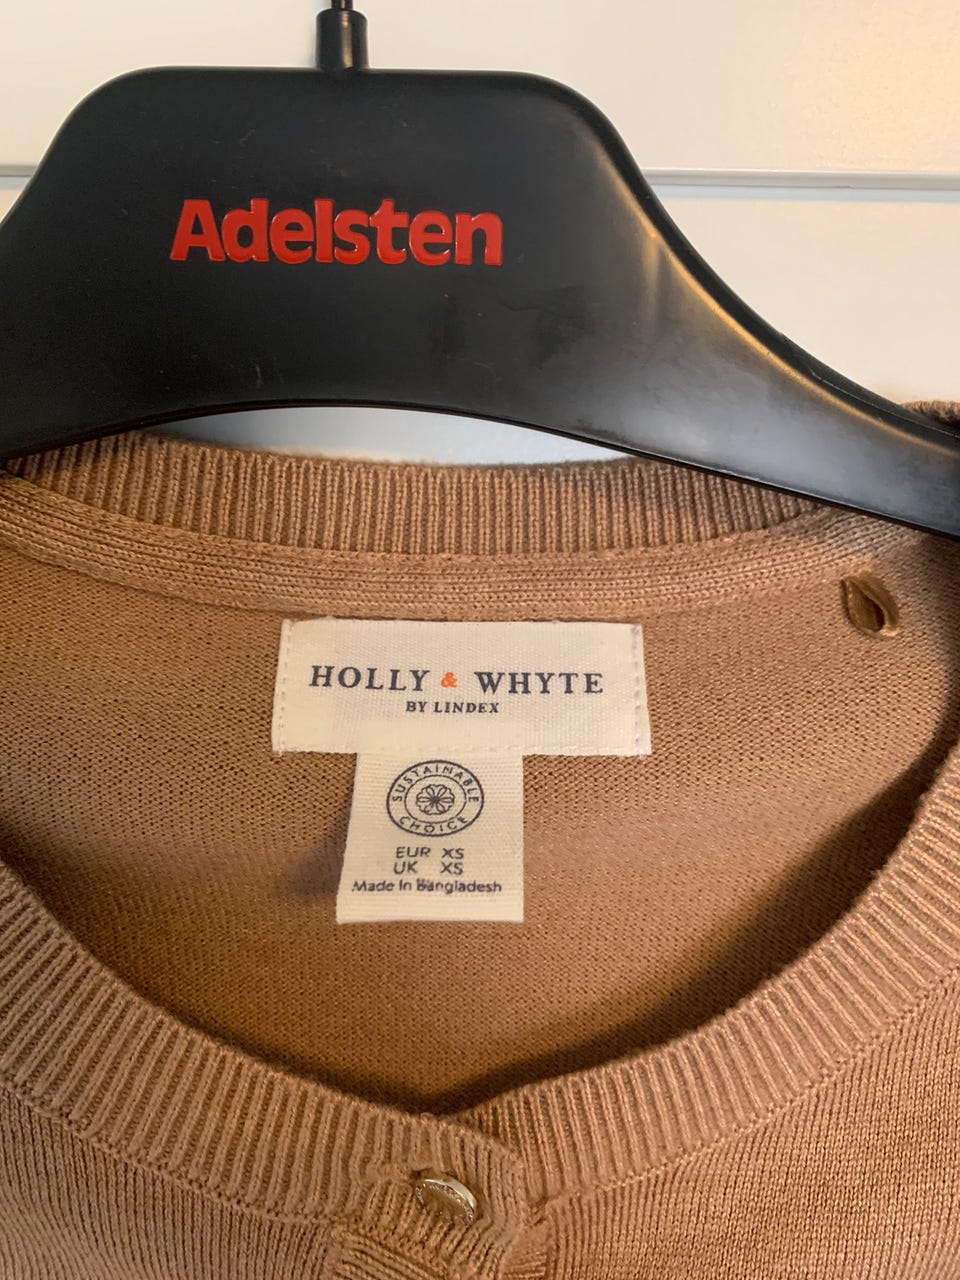 Adelsten
HOLLY & WHYTE
BY LINDEX
SUSTAINABLE
CHOICE
EUR XS
UK XS
Made in Bangladesh